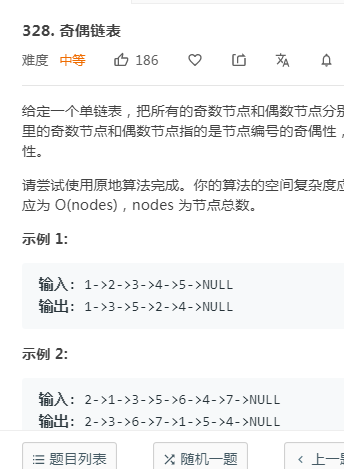 328. 奇偶链表
难度 中等 186
给定一个单链表，把所有的奇数节点和偶数节点分别
里的奇数节点和偶数节点指的是节点编号的奇偶性，
性。
请尝试使用原地算法完成。你的算法的空间复杂度应
应为 O(nodes)，nodes 为节点总数。
示例 1:
输入: 1->2->3->4->5->NULL
输出: 1->3->5->2->4->NULL
示例 2:
输入: 2->1->3->5->6->4->7->NULL
输出: 2->3->6->7->1->5->4->NULL
题目列表 随机一题 上一